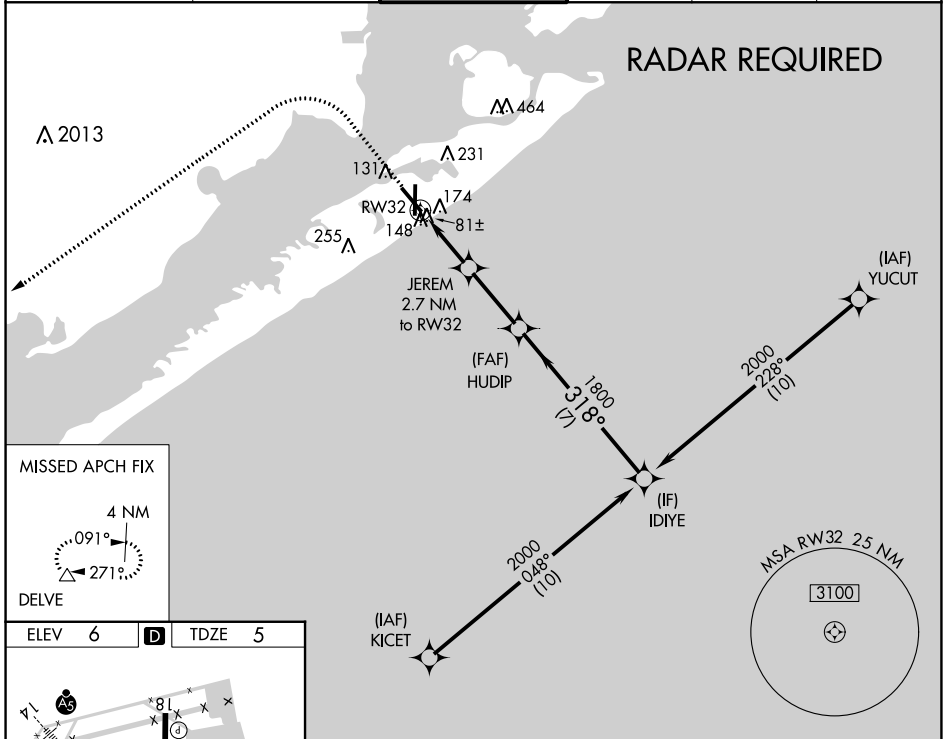 RADAR REQUIRED
2013
464
231
131
174
RW32
148
81±
255
JEREM
2.7 NM
to RW32
(IAF)
YUCUT
(FAF)
HUDIP
2000
228°
(10)
1800
318°
(7)
(IF)
IDIYE
2000
048°
(10)
(IAF)
KICET
MISSED APCH FIX
4 NM
091°
271°
DELVE
MSA RW32 25 NM
3100
ELEV 6 D TDZE 5
A5
14
18
P